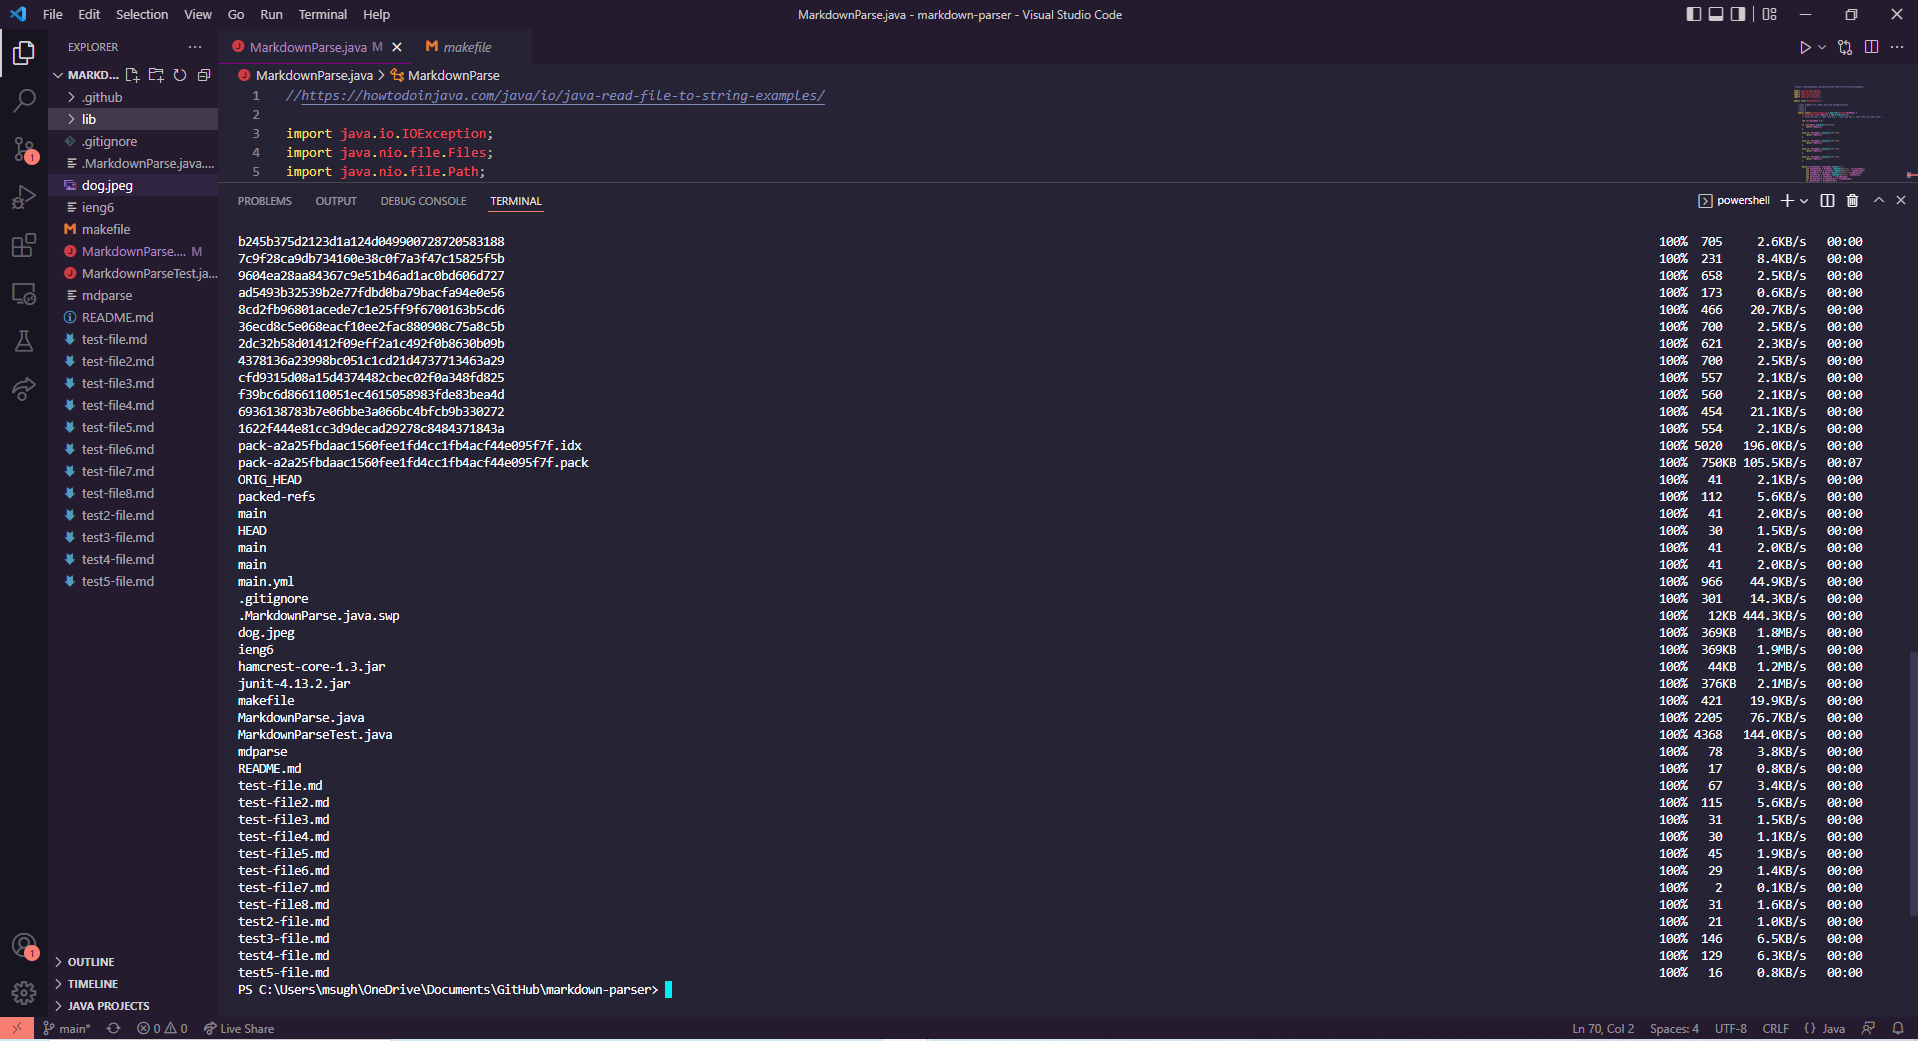 File Edit Selection View Go Run Terminal Help
MarkdownParse.java - markdown-parser - Visual Studio Code
EXPLORER
MARKD...
.github
lib
.gitignore
.MarkdownParse.java....
dog.jpeg
ieng6
makefile
MarkdownParse.... M
MarkdownParseTest.ja...
mdparse
README.md
test-file.md
test-file2.md
test-file3.md
test-file4.md
test-file5.md
test-file6.md
test-file7.md
test-file8.md
test2-file.md
test3-file.md
test4-file.md
test5-file.md
OUTLINE
TIMELINE
JAVA PROJECTS
1
1
MarkdownParse.java M
makefile
MarkdownParse.java > MarkdownParse
1 //https://howtodoinjava.com/java/io/java-read-file-to-string-examples/
2
3 import java.io.IOException;
4 import java.nio.file.Files;
5 import java.nio.file.Path;
PROBLEMS OUTPUT DEBUG CONSOLE TERMINAL
powershell
b245b375d2123d1a124d049900728720583188 100% 705 2.6KB/s 00:00
7c9f28ca9db734160e38c0f7a3f47c15825f5b 100% 231 8.4KB/s 00:00
9604ea28aa84367c9e51b46ad1ac0bd606d727 100% 658 2.5KB/s 00:00
ad5493b32539b2e77fdbd0ba79bacfa94e0e56 100% 173 0.6KB/s 00:00
8cd2fb96801acede7c1e25ff9f6700163b5cd6 100% 466 20.7KB/s 00:00
36ecd8c5e068eacf10ee2fac880908c75a8c5b 100% 700 2.5KB/s 00:00
2dc32b58d01412f09eff2a1c492f0b8630b09b 100% 621 2.3KB/s 00:00
4378136a23998bc051c1cd21d4737713463a29 100% 700 2.5KB/s 00:00
cfd9315d08a15d4374482cbec02f0a348fd825 100% 557 2.1KB/s 00:00
f39bc6d866110051ec4615058983fde83bea4d 100% 560 2.1KB/s 00:00
6936138783b7e06bbe3a066bc4bfcb9b330272 100% 454 21.1KB/s 00:00
1622f444e81cc3d9decad29278c8484371843a 100% 554 2.1KB/s 00:00
pack-a2a25fbdaac1560fee1fd4cc1fb4acf44e095f7f.idx 100% 5020 196.0KB/s 00:00
pack-a2a25fbdaac1560fee1fd4cc1fb4acf44e095f7f.pack 100% 750KB 105.5KB/s 00:07
ORIG_HEAD 100% 41 2.1KB/s 00:00
packed-refs 100% 112 5.6KB/s 00:00
main 100% 41 2.0KB/s 00:00
HEAD 100% 30 1.5KB/s 00:00
main 100% 41 2.0KB/s 00:00
main 100% 41 2.0KB/s 00:00
main.yml 100% 966 44.9KB/s 00:00
.gitignore 100% 301 14.3KB/s 00:00
.MarkdownParse.java.swp 100% 12KB 444.3KB/s 00:00
dog.jpeg 100% 369KB 1.8MB/s 00:00
ieng6 100% 369KB 1.9MB/s 00:00
hamcrest-core-1.3.jar 100% 44KB 1.2MB/s 00:00
junit-4.13.2.jar 100% 376KB 2.1MB/s 00:00
makefile 100% 421 19.9KB/s 00:00
MarkdownParse.java 100% 2205 76.7KB/s 00:00
MarkdownParseTest.java 100% 4368 144.0KB/s 00:00
mdparse 100% 78 3.8KB/s 00:00
README.md 100% 17 0.8KB/s 00:00
test-file.md 100% 67 3.4KB/s 00:00
test-file2.md 100% 115 5.6KB/s 00:00
test-file3.md 100% 31 1.5KB/s 00:00
test-file4.md 100% 30 1.1KB/s 00:00
test-file5.md 100% 45 1.9KB/s 00:00
test-file6.md 100% 29 1.4KB/s 00:00
test-file7.md 100% 2 0.1KB/s 00:00
test-file8.md 100% 31 1.6KB/s 00:00
test2-file.md 100% 21 1.0KB/s 00:00
test3-file.md 100% 146 6.5KB/s 00:00
test4-file.md 100% 129 6.3KB/s 00:00
test5-file.md 100% 16 0.8KB/s 00:00
PS C:\Users\msugh\OneDrive\Documents\GitHub\markdown-parser>
main* 0 0 Live Share
Ln 70, Col 2 Spaces: 4 UTF-8 CRLF {} Java